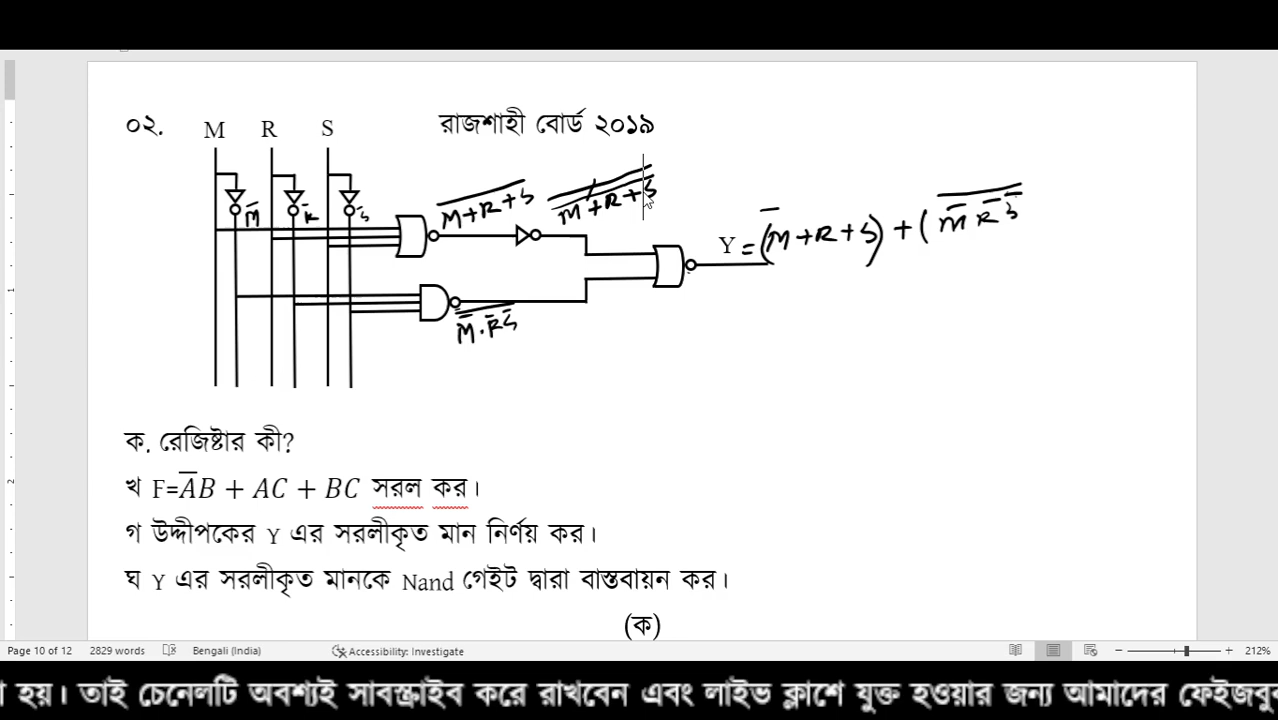 ০২. M R S রাজশাহী বোর্ড ২০১৯
M̅ R̅ S̅
M+R+S M+R+S
Y = (M+R+S) + (M̅ R̅ S̅
M̅.R̅S̅
ক. রেজিষ্টার কী?
খ F=A̅B + AC + BC সরল কর।
গ উদ্দীপকের Y এর সরলীকৃত মান নির্ণয় কর।
ঘ Y এর সরলীকৃত মানকে Nand গেইট দ্বারা বাস্তবায়ন কর।
(ক)
Page 10 of 12 2829 words Bengali (India) Accessibility: Investigate 212%
হয়। তাই চেনেলটি অবশ্যই সাবস্ক্রাইব করে রাখবেন এবং লাইভ ক্লাশে যুক্ত হওয়ার জন্য আমাদের ফেইজবু